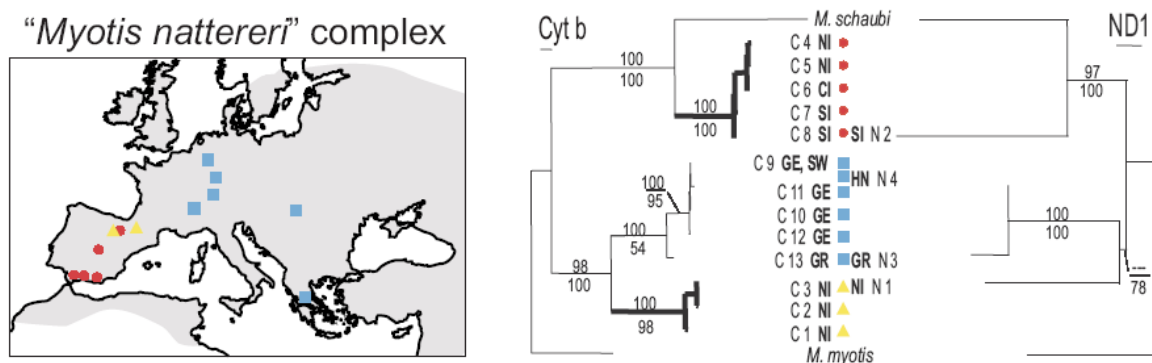 "Myotis nattereri" complex
Cyt b
ND1
M. schaubi
C 4 NI
C 5 NI
C 6 CI
C 7 SI
C 8 SI SI N 2
C 9 GE, SW
HN N 4
C 11 GE
C 10 GE
C 12 GE
C 13 GR GR N 3
C 3 NI NI N 1
C 2 NI
C 1 NI
M. myotis
100
100
100
100
100
95
100
54
98
100
100
98
97
100
100
100
---
78